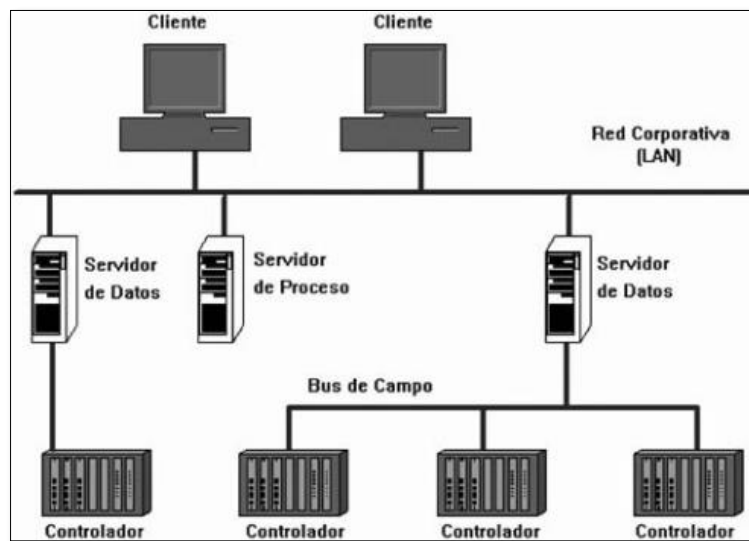 Cliente
Cliente
Red Corporativa
(LAN)
Servidor
de Datos
Servidor
de Proceso
Servidor
de Datos
Bus de Campo
Controlador
Controlador
Controlador
Controlador